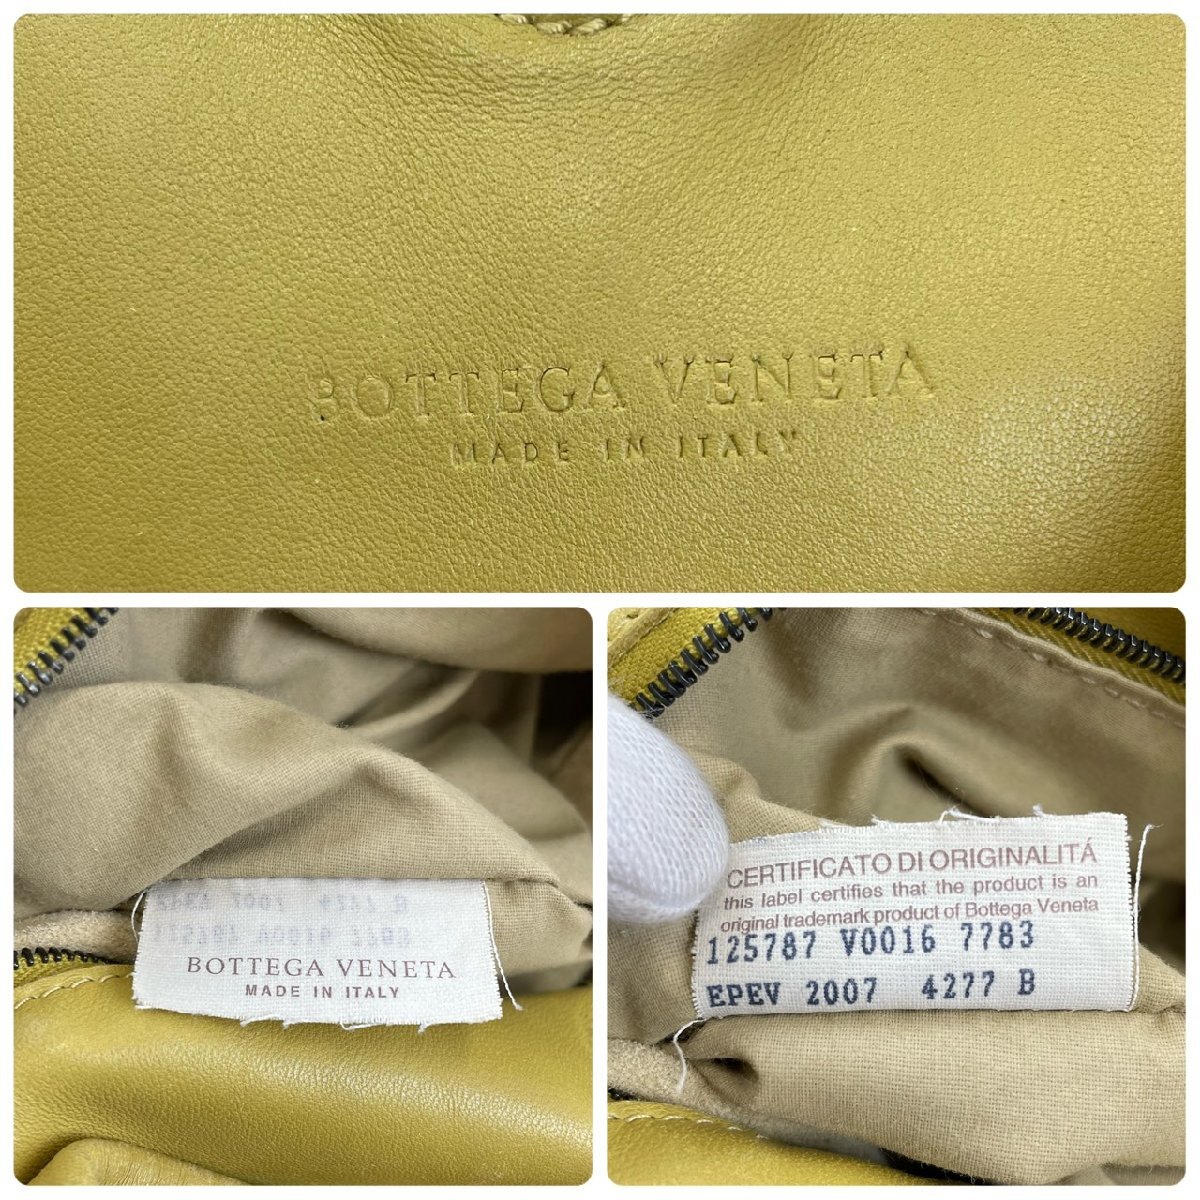 BOTTEGA VENETA
MADE IN ITALY
BOTTEGA VENETA
MADE IN ITALY
CERTIFICATO DI ORIGINALITÁ
this label certifies that the product is an
original trademark product of Bottega Veneta
125787 V0016 7783
EPEV 2007 4277 B